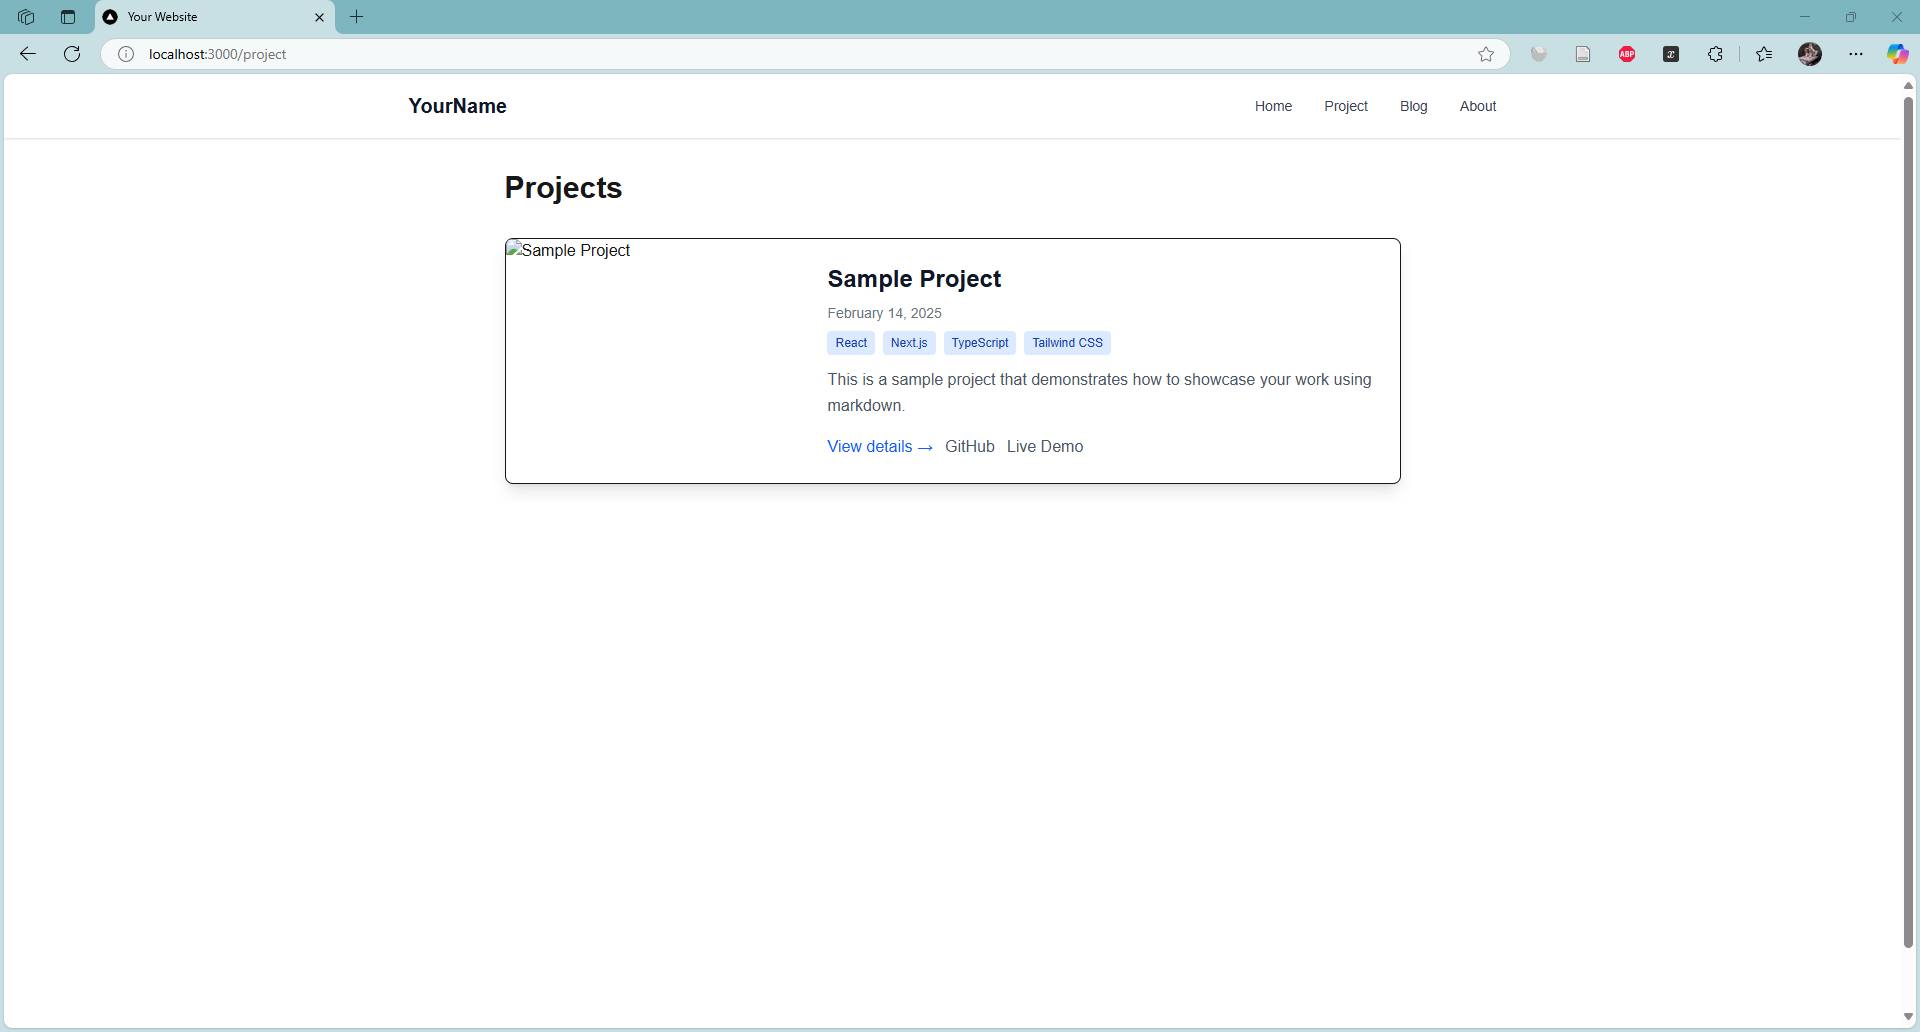 Your Website
localhost:3000/project
ABP
x
YourName
Home Project Blog About
Projects
Sample Project
Sample Project
February 14, 2025
React Next.js TypeScript Tailwind CSS
This is a sample project that demonstrates how to showcase your work using
markdown.
View details → GitHub Live Demo